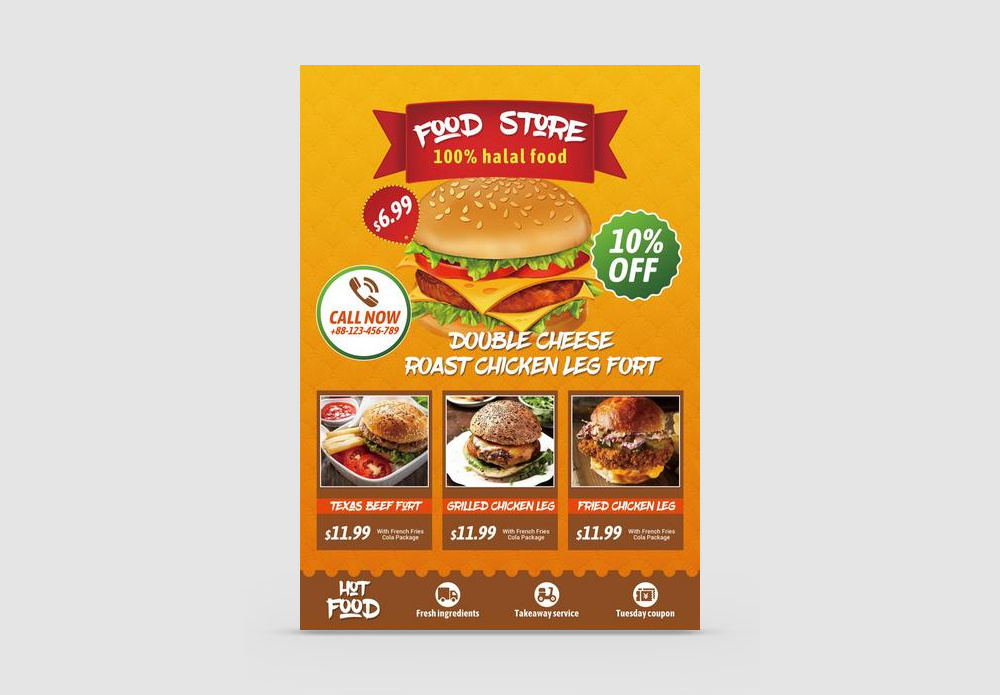 FOOD STORE
100% halal food
$6.99
10%
OFF
CALL NOW
+88-123-456-789
DOUBLE CHEESE
ROAST CHICKEN LEG FORT
TEXAS BEEF FORT
$11.99
With French Fries
Cola Package
GRILLED CHICKEN LEG
$11.99
With French Fries
Cola Package
FRIED CHICKEN LEG
$11.99
With French Fries
Cola Package
HOT
FOOD
Fresh ingredients
Takeaway service
Tuesday coupon